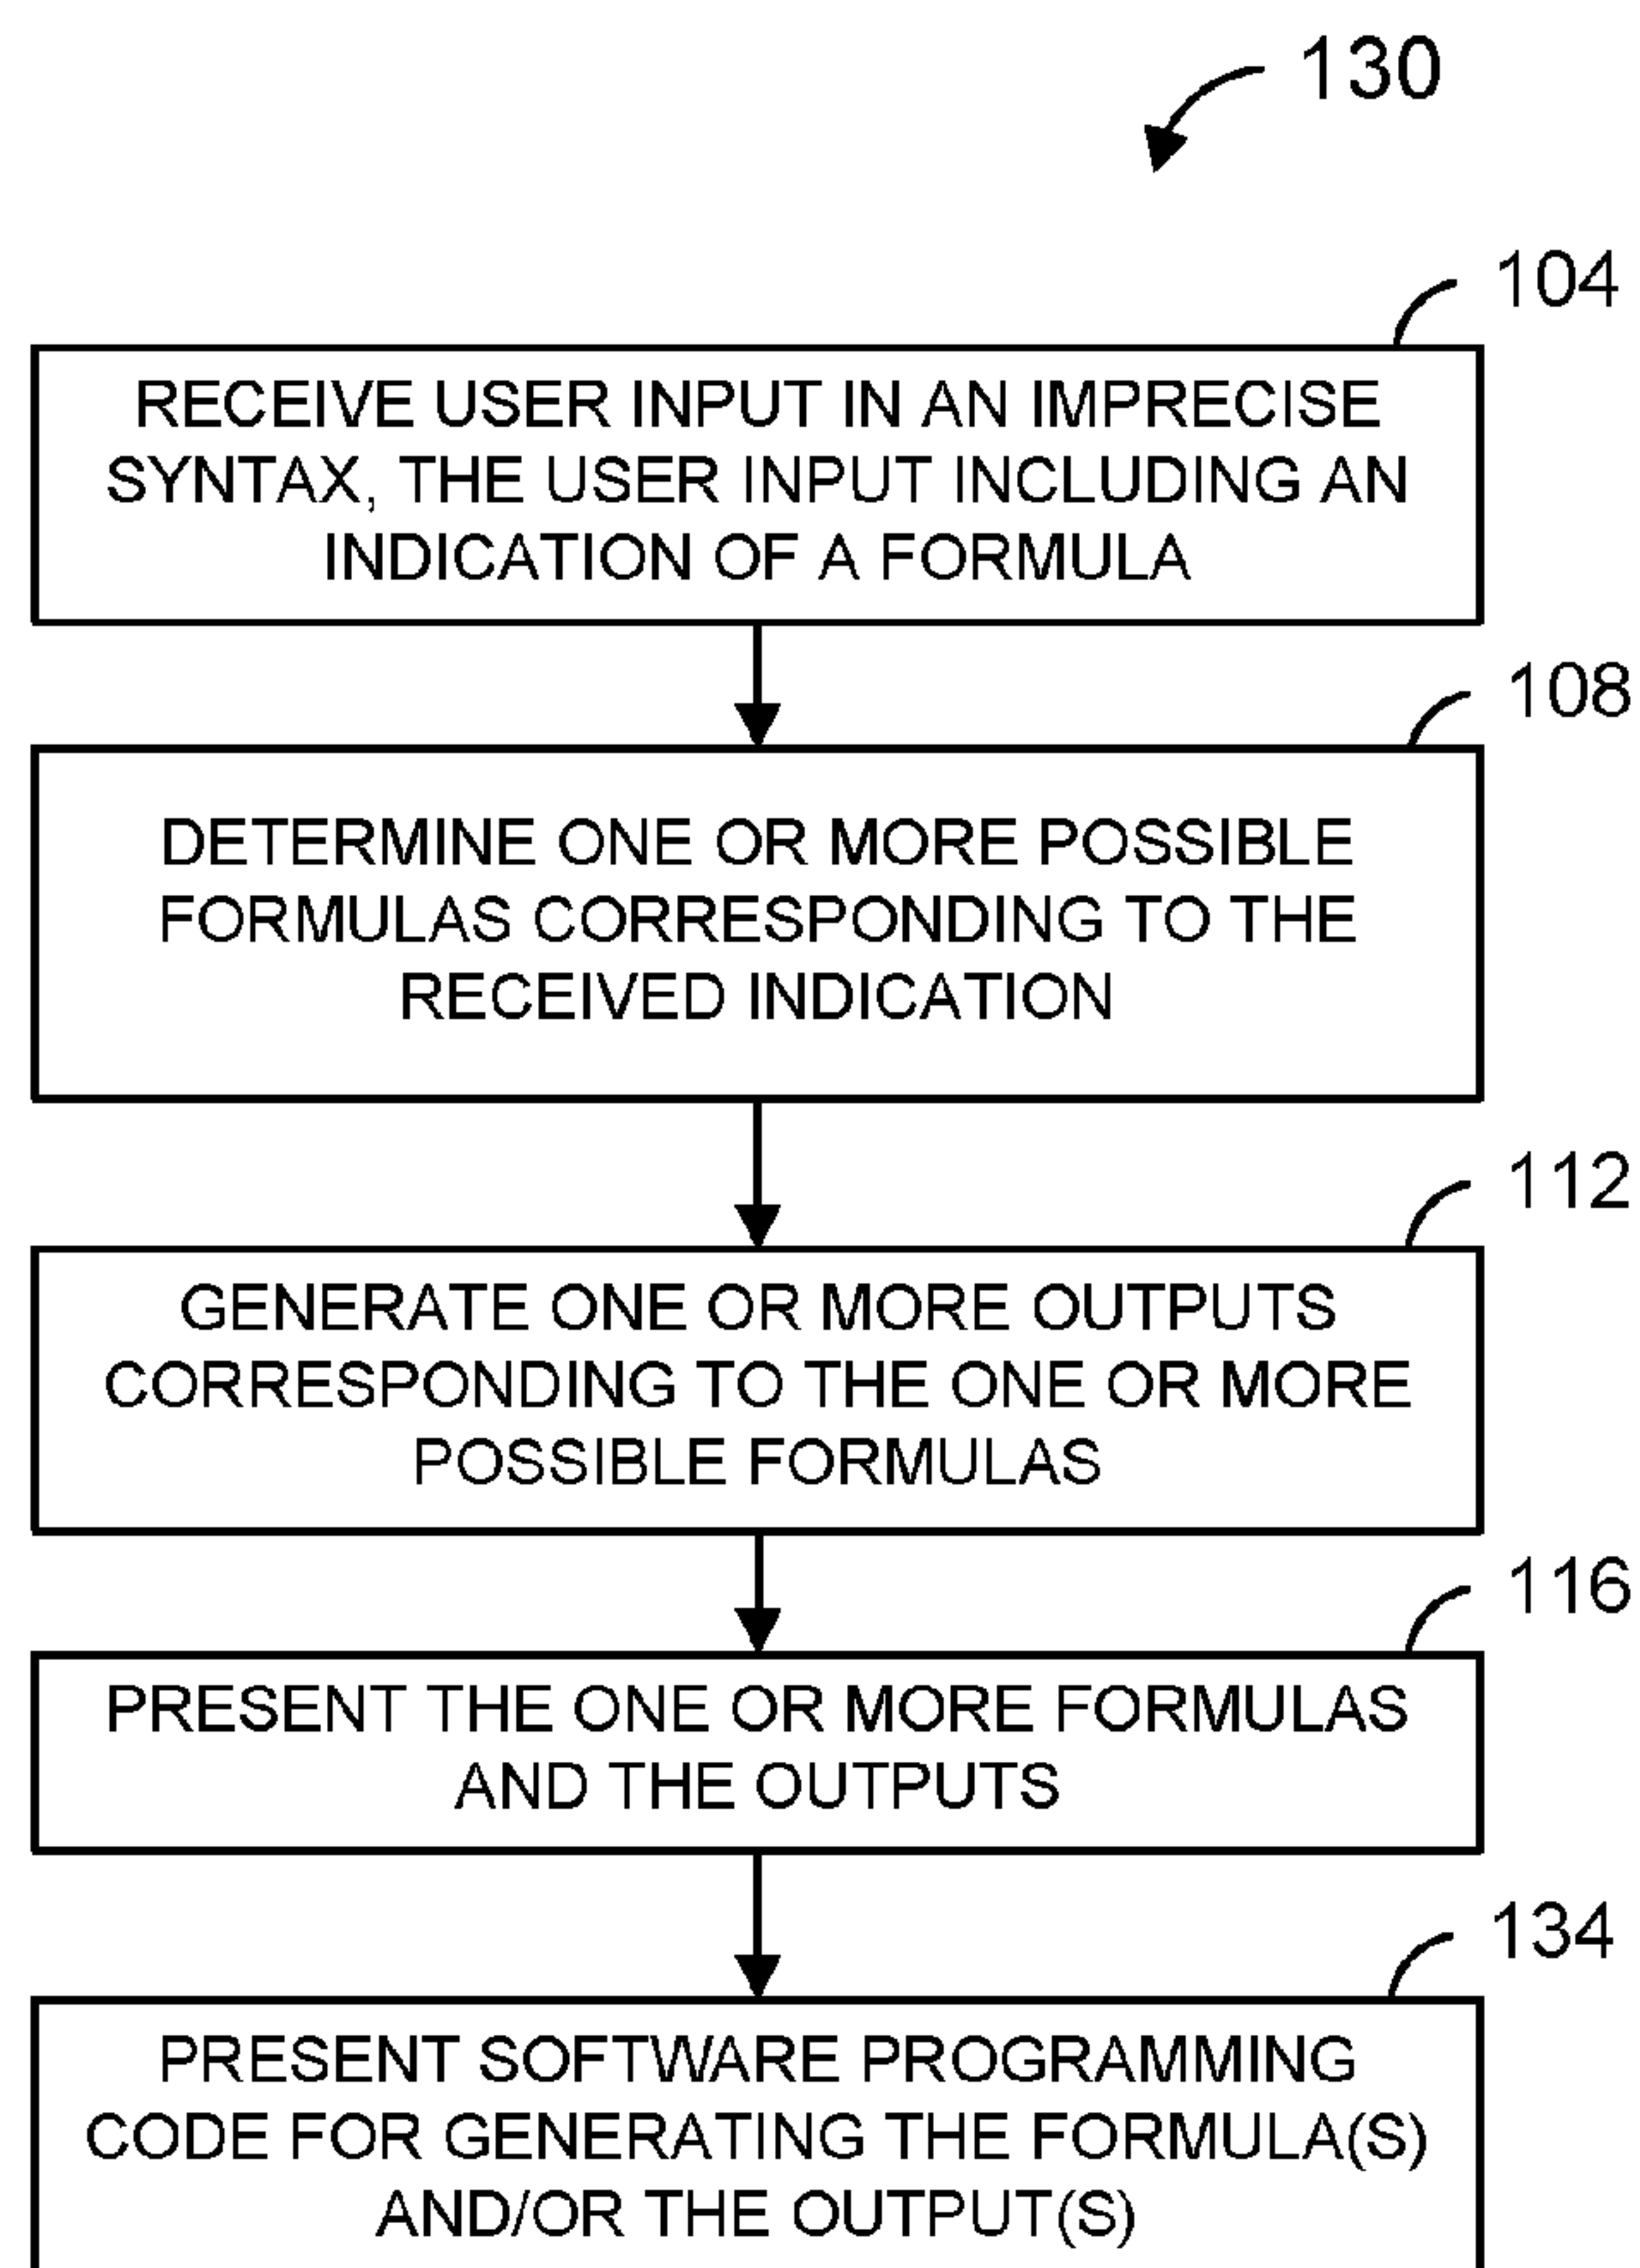 130
104
RECEIVE USER INPUT IN AN IMPRECISE
SYNTAX, THE USER INPUT INCLUDING AN
INDICATION OF A FORMULA
108
DETERMINE ONE OR MORE POSSIBLE
FORMULAS CORRESPONDING TO THE
RECEIVED INDICATION
112
GENERATE ONE OR MORE OUTPUTS
CORRESPONDING TO THE ONE OR MORE
POSSIBLE FORMULAS
116
PRESENT THE ONE OR MORE FORMULAS
AND THE OUTPUTS
134
PRESENT SOFTWARE PROGRAMMING
CODE FOR GENERATING THE FORMULA(S)
AND/OR THE OUTPUT(S)